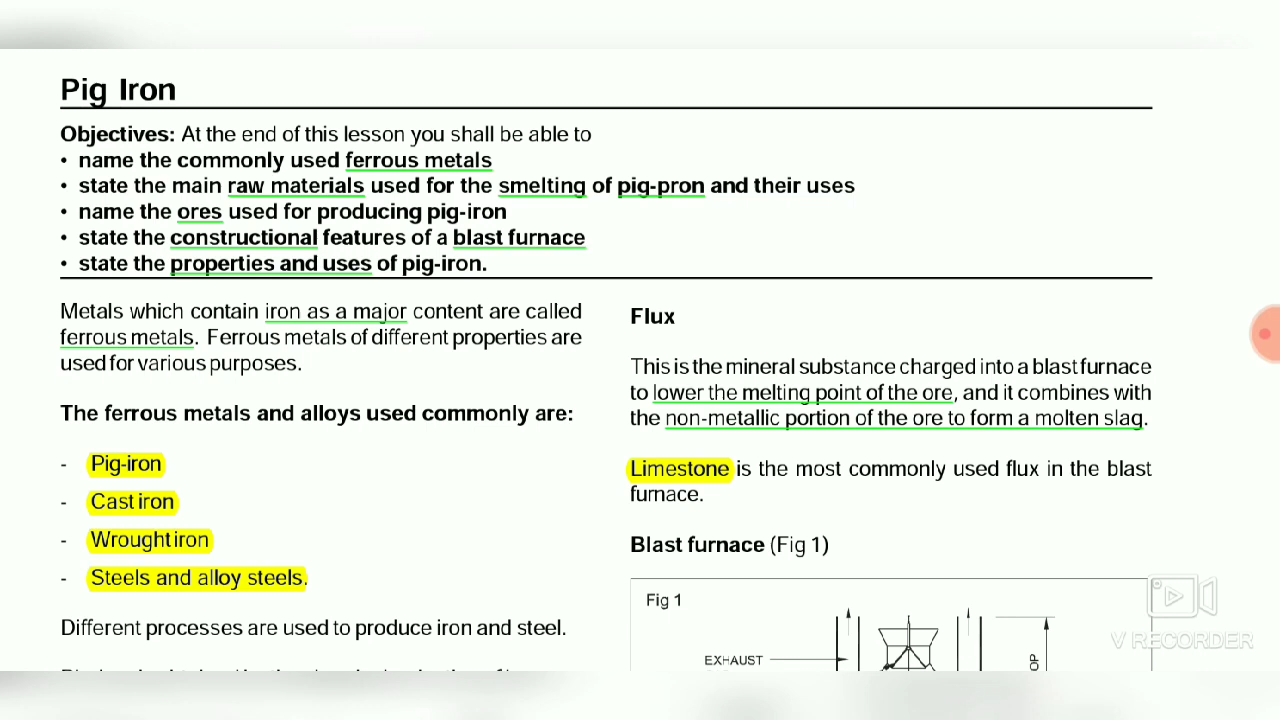 Pig Iron
Objectives: At the end of this lesson you shall be able to
• name the commonly used ferrous metals
• state the main raw materials used for the smelting of pig-pron and their uses
• name the ores used for producing pig-iron
• state the constructional features of a blast furnace
• state the properties and uses of pig-iron.
Metals which contain iron as a major content are called
ferrous metals. Ferrous metals of different properties are
used for various purposes.
The ferrous metals and alloys used commonly are:
- Pig-iron
- Cast iron
- Wrought iron
- Steels and alloy steels.
Different processes are used to produce iron and steel.
Flux
This is the mineral substance charged into a blast furnace
to lower the melting point of the ore, and it combines with
the non-metallic portion of the ore to form a molten slag.
Limestone is the most commonly used flux in the blast
furnace.
Blast furnace (Fig 1)
Fig 1
EXHAUST
V RECORDER